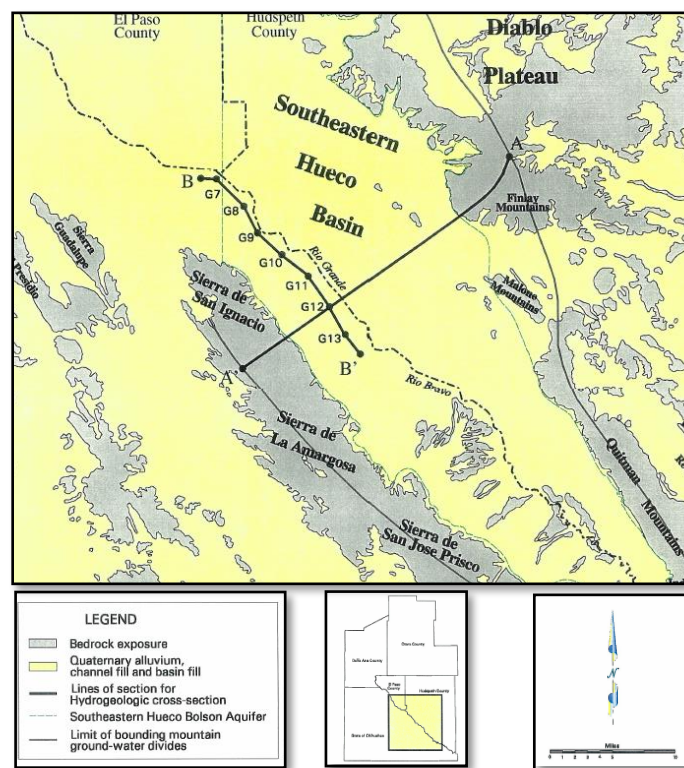 El Paso
County
Hudspeth
County
Diablo
Plateau
Southeastern
Hueco
Basin
A
Finlay
Mountains
B
G7
G8
G9
G10
G11
G12
G13
B'
A'
Rio Grande
Rio Bravo
Sierra
Guadalupe
Presidio
Sierra de
San Ignacio
Malone
Mountains
Sierra de
La Amargosa
Quitman
Mountains
Sierra de
San Jose Prisco
LEGEND
Bedrock exposure
Quaternary alluvium,
channel fill and basin fill
Lines of section for
Hydrogeologic cross-section
Southeastern Hueco Bolson Aquifer
Limit of bounding mountain
ground-water divides
Otero County
Doña Ana County
El Paso
County
Hudspeth County
State of Chihuahua
N
Miles